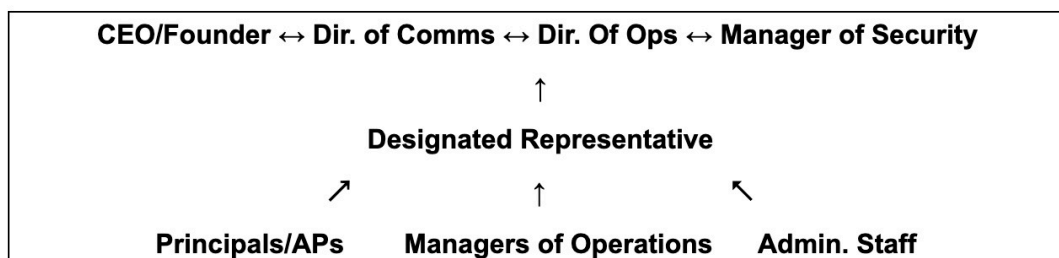 CEO/Founder ↔ Dir. of Comms ↔ Dir. Of Ops ↔ Manager of Security
↑
Designated Representative
↗ ↑ ↖
Principals/APs Managers of Operations Admin. Staff